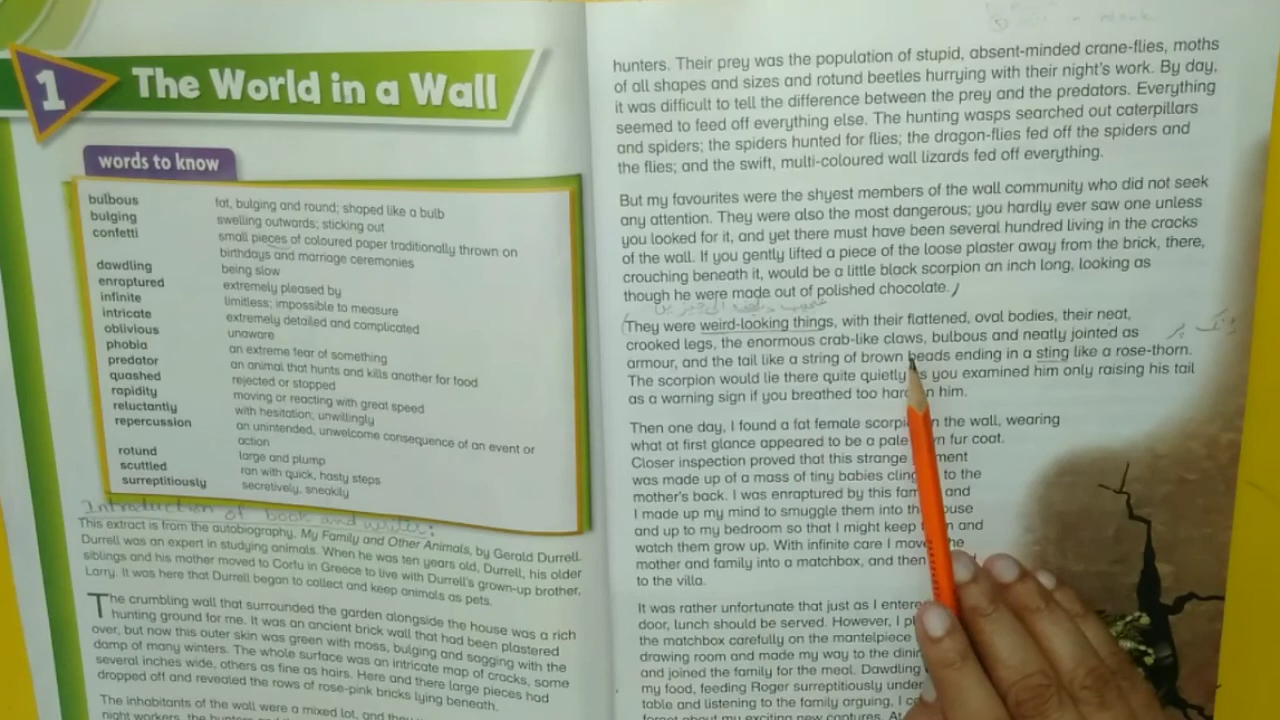 1 The World in a Wall
words to know
bulbous fat, bulging and round; shaped like a bulb
bulging swelling outwards; sticking out
confetti small pieces of coloured paper traditionally thrown on
birthdays and marriage ceremonies
dawdling being slow
enraptured extremely pleased by
infinite limitless; impossible to measure
intricate extremely detailed and complicated
oblivious unaware
phobia an extreme fear of something
predator an animal that hunts and kills another for food
quashed rejected or stopped
rapidity moving or reacting with great speed
reluctantly with hesitation; unwillingly
repercussion an unintended, unwelcome consequence of an event or
action
rotund large and plump
scuttled ran with quick, hasty steps
surreptitiously secretively, sneakily
Introduction of book and writer:
This extract is from the autobiography, My Family and Other Animals, by Gerald Durrell.
Durrell was an expert in studying animals. When he was ten years old, Durrell, his older
siblings and his mother moved to Corfu in Greece to live with Durrell's grown-up brother,
Larry. It was here that Durrell began to collect and keep animals as pets.
The crumbling wall that surrounded the garden alongside the house was a rich
hunting ground for me. It was an ancient brick wall that had been plastered
over, but now this outer skin was green with moss, bulging and sagging with the
damp of many winters. The whole surface was an intricate map of cracks, some
several inches wide, others as fine as hairs. Here and there large pieces had
dropped off and revealed the rows of rose-pink bricks lying beneath.
The inhabitants of the wall were a mixed lot, and they
night workers, the hunters
hunters. Their prey was the population of stupid, absent-minded crane-flies, moths
of all shapes and sizes and rotund beetles hurrying with their night's work. By day,
it was difficult to tell the difference between the prey and the predators. Everything
seemed to feed off everything else. The hunting wasps searched out caterpillars
and spiders; the spiders hunted for flies; the dragon-flies fed off the spiders and
the flies; and the swift, multi-coloured wall lizards fed off everything.
But my favourites were the shyest members of the wall community who did not seek
any attention. They were also the most dangerous; you hardly ever saw one unless
you looked for it, and yet there must have been several hundred living in the cracks
of the wall. If you gently lifted a piece of the loose plaster away from the brick, there,
crouching beneath it, would be a little black scorpion an inch long, looking as
though he were made out of polished chocolate.
They were weird-looking things, with their flattened, oval bodies, their neat,
crooked legs, the enormous crab-like claws, bulbous and neatly jointed as
armour, and the tail like a string of brown beads ending in a sting like a rose-thorn.
The scorpion would lie there quite quietly as you examined him only raising his tail
as a warning sign if you breathed too hard on him.
Then one day, I found a fat female in the wall, wearing
what at first glance appeared to be a pale fur coat.
Closer inspection proved that this strange
was made up of a mass of tiny babies to the
mother's back. I was enraptured by this and
I made up my mind to smuggle them into
and up to my bedroom so that I might keep and
watch them grow up. With infinite care I
mother and family into a matchbox, and then
to the villa.
It was rather unfortunate that just as I
door, lunch should be served. However, I
the matchbox carefully on the mantelpiece
drawing room and made my way to the
and joined the family for the meal. Dawdling
my food, feeding Roger surreptitiously under
table and listening to the family arguing, I
forgot about my exciting new captures.